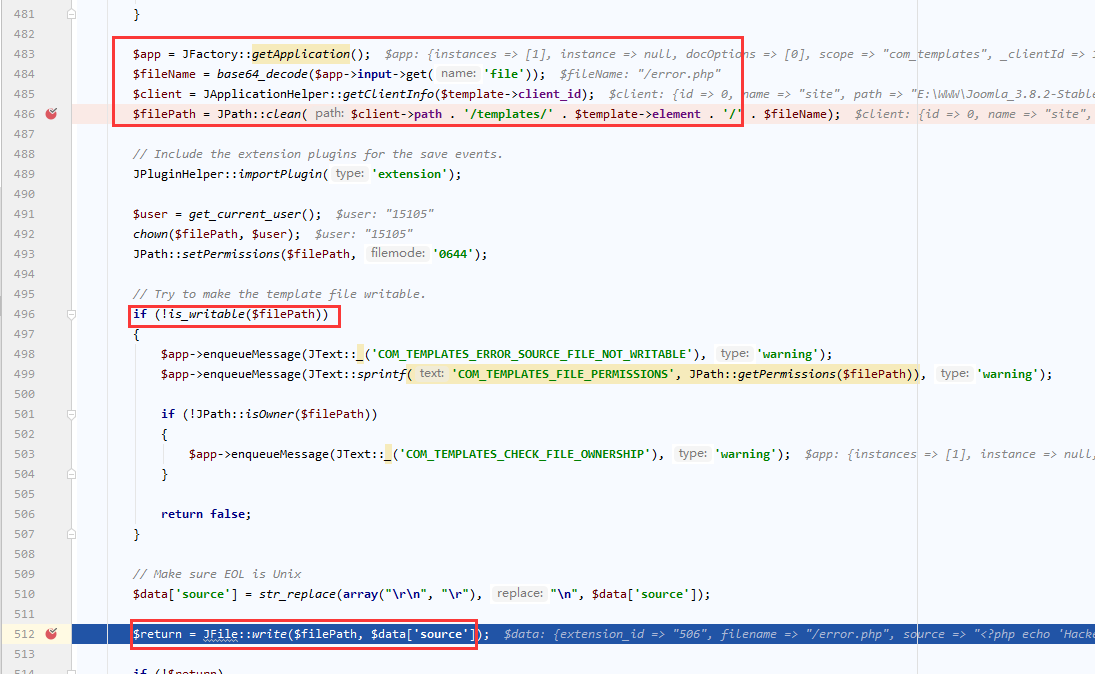 481 }
482
483 $app = JFactory::getApplication(); $app: {instances => [1], instance => null, docOptions => [0], scope => "com_templates", _clientId => 1
484 $fileName = base64_decode($app->input->get( name: 'file')); $fileName: "/error.php"
485 $client = JApplicationHelper::getClientInfo($template->client_id); $client: {id => 0, name => "site", path => "E:\WWW\Joomla_3.8.2-Stable
486 $filePath = JPath::clean( path: $client->path . '/templates/' . $template->element . '/' . $fileName); $client: {id => 0, name => "site",
487
488 // Include the extension plugins for the save events.
489 JPluginHelper::importPlugin( type: 'extension');
490
491 $user = get_current_user(); $user: "15105"
492 chown($filePath, $user); $user: "15105"
493 JPath::setPermissions($filePath, filemode: '0644');
494
495 // Try to make the template file writable.
496 if (!is_writable($filePath))
497 {
498 $app->enqueueMessage(JText::_('COM_TEMPLATES_ERROR_SOURCE_FILE_NOT_WRITABLE'), type: 'warning');
499 $app->enqueueMessage(JText::sprintf( text: 'COM_TEMPLATES_FILE_PERMISSIONS', JPath::getPermissions($filePath)), type: 'warning');
500
501 if (!JPath::isOwner($filePath))
502 {
503 $app->enqueueMessage(JText::_('COM_TEMPLATES_CHECK_FILE_OWNERSHIP'), type: 'warning'); $app: {instances => [1], instance => null,
504 }
505
506 return false;
507 }
508
509 // Make sure EOL is Unix
510 $data['source'] = str_replace(array("\r\n", "\r"), replace: "\n", $data['source']);
511
512 $return = JFile::write($filePath, $data['source']); $data: {extension_id => "506", filename => "/error.php", source => "<?php echo 'Hacke
513
514 if (!$return)